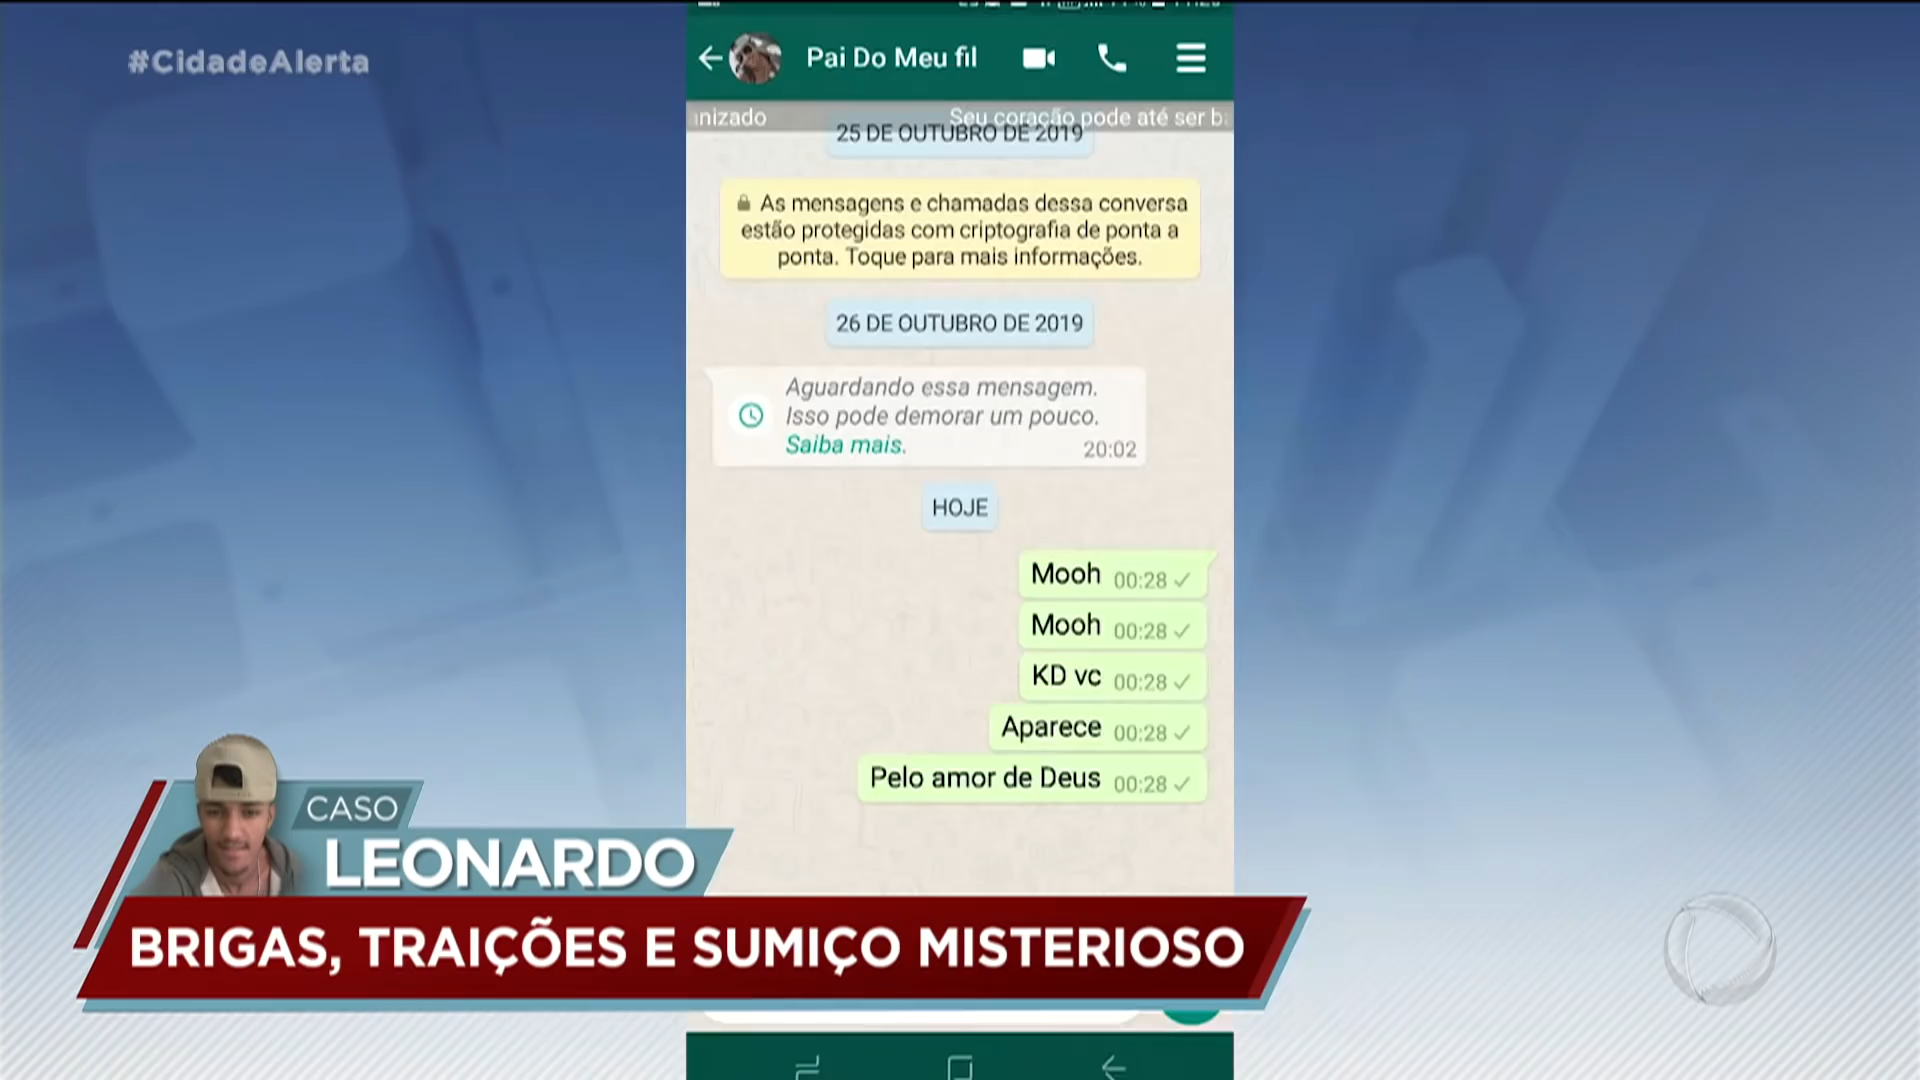 #CidadeAlerta
Pai Do Meu fil
nizado
Seu coração pode até ser b
25 DE OUTUBRO DE 2019
As mensagens e chamadas dessa conversa
estão protegidas com criptografia de ponta a
ponta. Toque para mais informações.
26 DE OUTUBRO DE 2019
Aguardando essa mensagem.
Isso pode demorar um pouco.
Saiba mais.
20:02
HOJE
Mooh 00:28
Mooh 00:28
KD vc 00:28
Aparece 00:28
Pelo amor de Deus 00:28
CASO
LEONARDO
BRIGAS, TRAIÇÕES E SUMIÇO MISTERIOSO